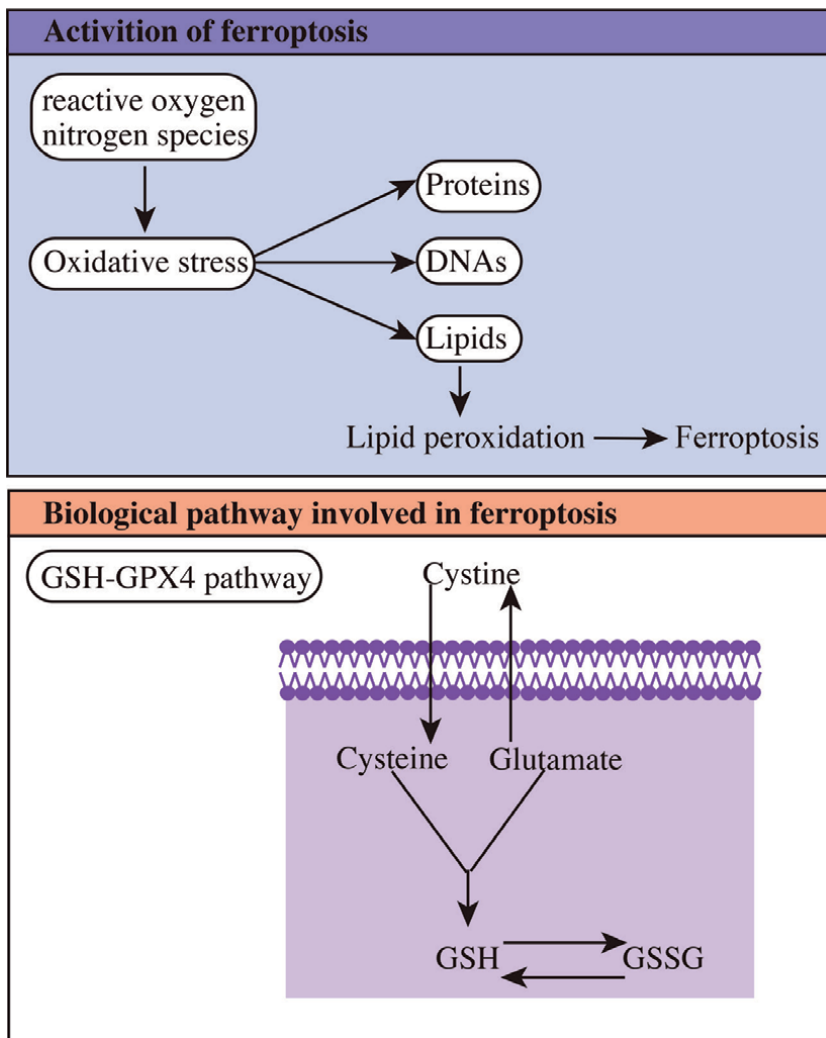 Activition of ferroptosis
reactive oxygen
nitrogen species
Proteins
Oxidative stress
DNAs
Lipids
Lipid peroxidation
Ferroptosis
Biological pathway involved in ferroptosis
GSH-GPX4 pathway
Cystine
Cysteine
Glutamate
GSH
GSSG